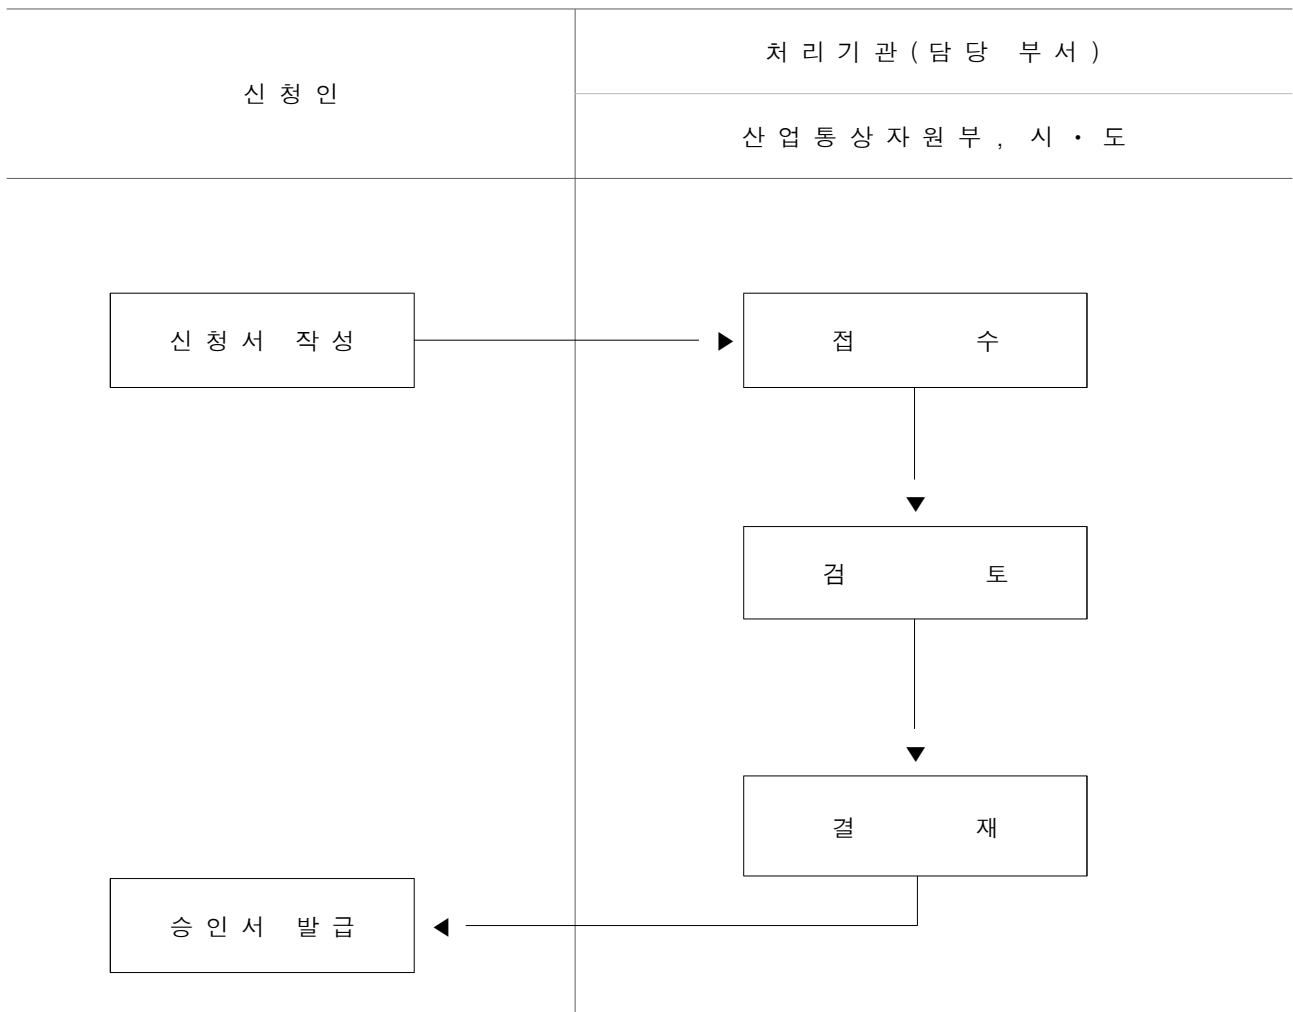 신청인
처리기관(담당 부서)
산업통상자원부, 시・도
신청서 작성
접 수
검 토
결 재
승인서 발급